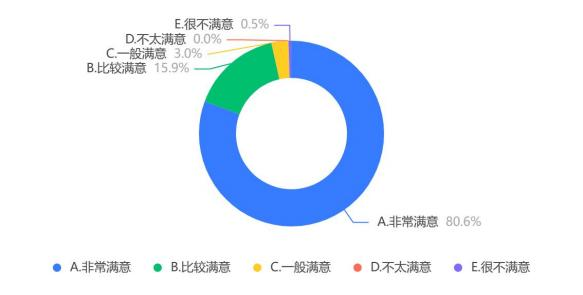 E.很不满意 0.5%
D.不太满意 0.0%
C.一般满意 3.0%
B.比较满意 15.9%
A.非常满意 80.6%
A.非常满意 B.比较满意 C.一般满意 D.不太满意 E.很不满意